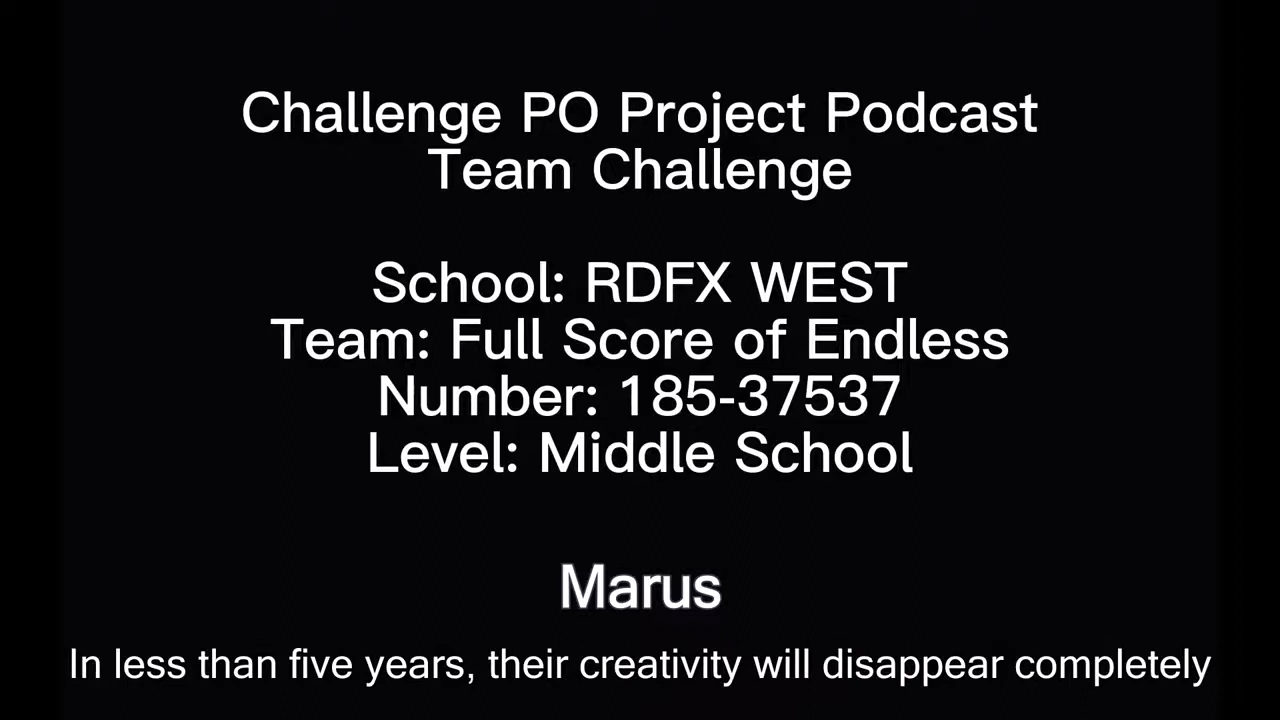 Challenge PO Project Podcast
Team Challenge
School: RDFX WEST
Team: Full Score of Endless
Number: 185-37537
Level: Middle School
Marus
In less than five years, their creativity will disappear completely